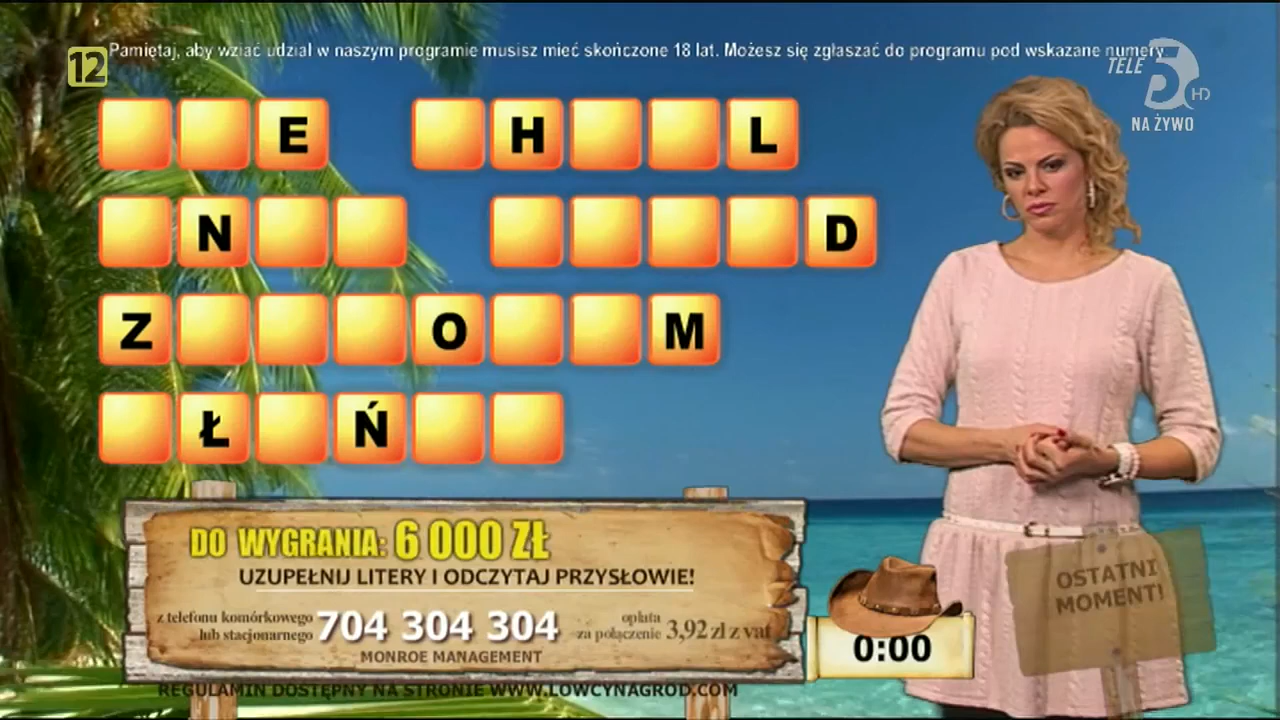 Pamiętaj, aby wziać udział w naszym programie musisz mieć skończone 18 lat. Możesz się zgłaszać do programu pod wskazane numery
12
TELE 5 HD
NA ŻYWO
E H L
N D
Z O M
Ł Ń
DO WYGRANIA: 6 000 ZŁ
UZUPEŁNIJ LITERY I ODCZYTAJ PRZYSŁOWIE!
z telefonu komórkowego
lub stacjonarnego
704 304 304
opłata
za połączenie 3,92 zł z vat
MONROE MANAGEMENT
OSTATNI
MOMENT!
0:00
REGULAMIN DOSTĘPNY NA STRONIE WWW.LOWCYNAGROD.COM